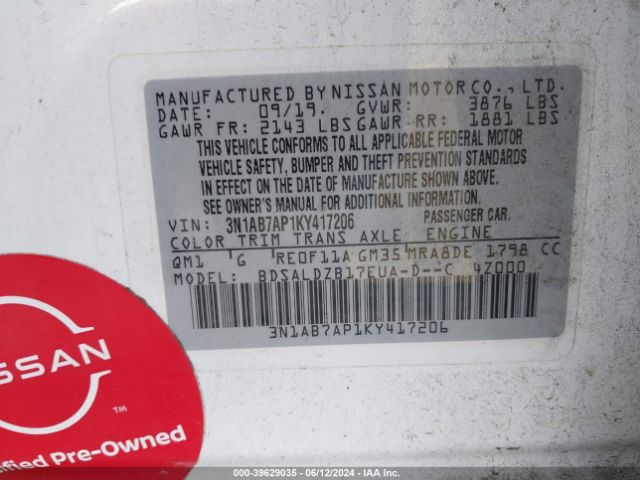 MANUFACTURED BY NISSAN MOTOR CO., LTD.
DATE: 09/19. GVWR: 3876 LBS
GAWR FR: 2143 LBS GAWR RR: 1881 LBS
THIS VEHICLE CONFORMS TO ALL APPLICABLE FEDERAL MOTOR
VEHICLE SAFETY, BUMPER AND THEFT PREVENTION STANDARDS
IN EFFECT ON THE DATE OF MANUFACTURE SHOWN ABOVE.
SEE OWNER'S MANUAL FOR ADDITIONAL INFORMATION.
VIN: 3N1AB7AP1KY417206 PASSENGER CAR.
COLOR TRIM TRANS AXLE ENGINE
QM1 G RE0F11A GM35 MRA8DE 1798 CC
MODEL: BDSALDZB17EUA-D--C 4Z000
3N1AB7AP1KY417206
NISSAN
TM
ified Pre-Owned
000-39629035 - 06/12/2024 - IAA Inc.